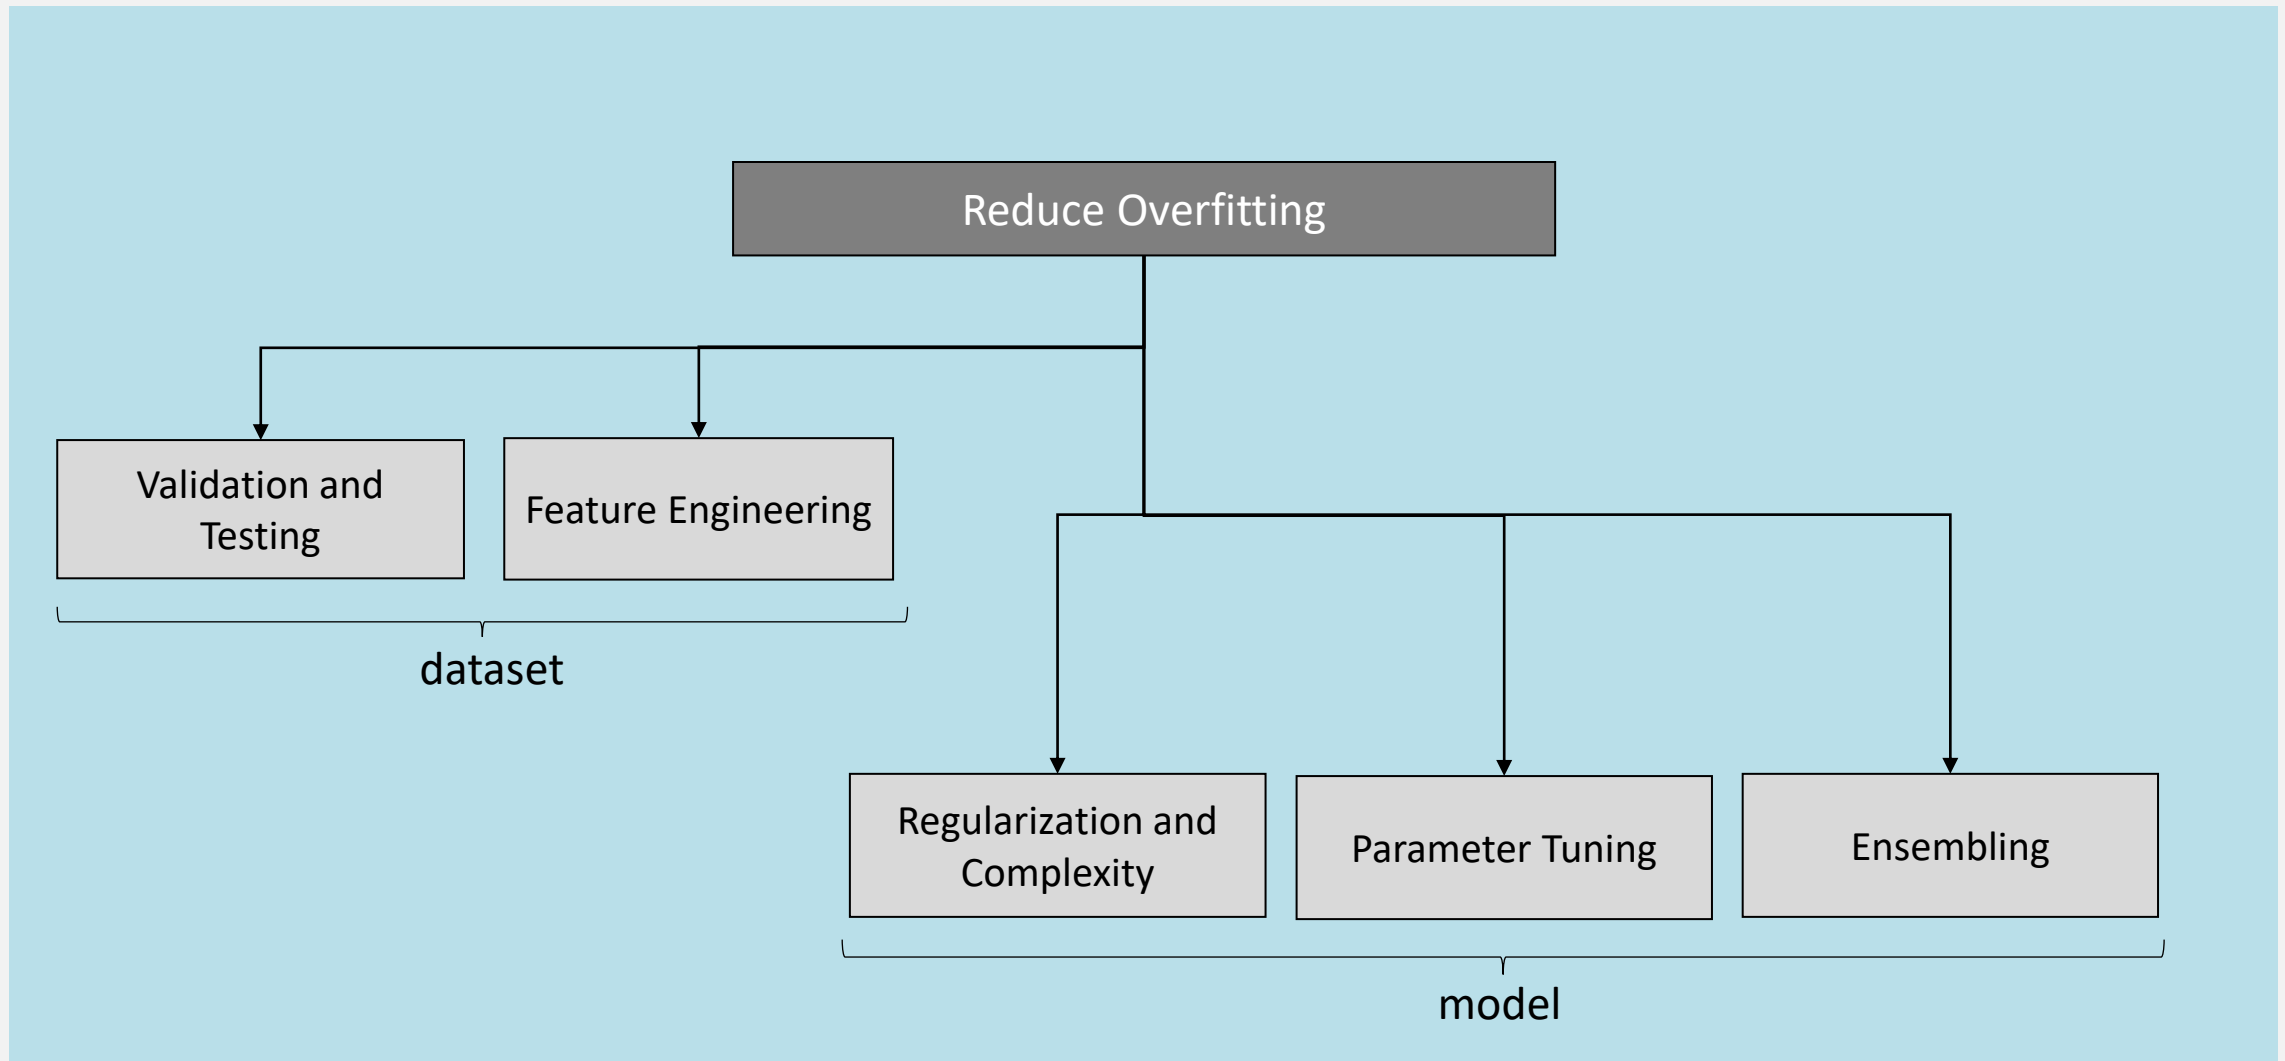 Reduce Overfitting
Validation and
Testing
Feature Engineering
dataset
Regularization and
Complexity
Parameter Tuning
Ensembling
model